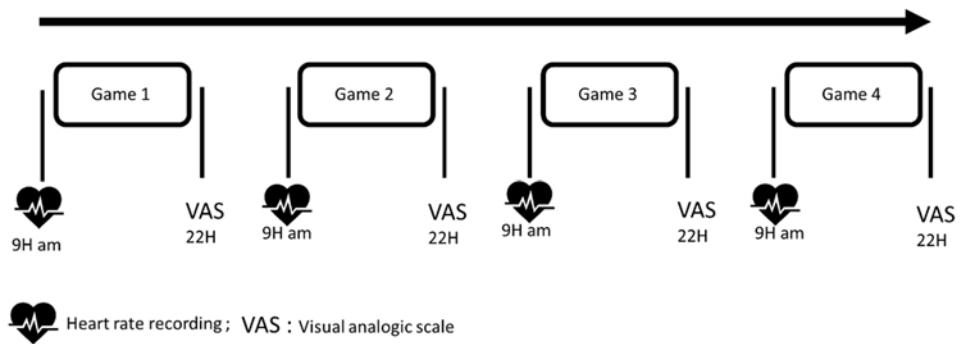 Game 1
Game 2
Game 3
Game 4
9H am
VAS
22H
9H am
VAS
22H
9H am
VAS
22H
9H am
VAS
22H
Heart rate recording ; VAS : Visual analogic scale